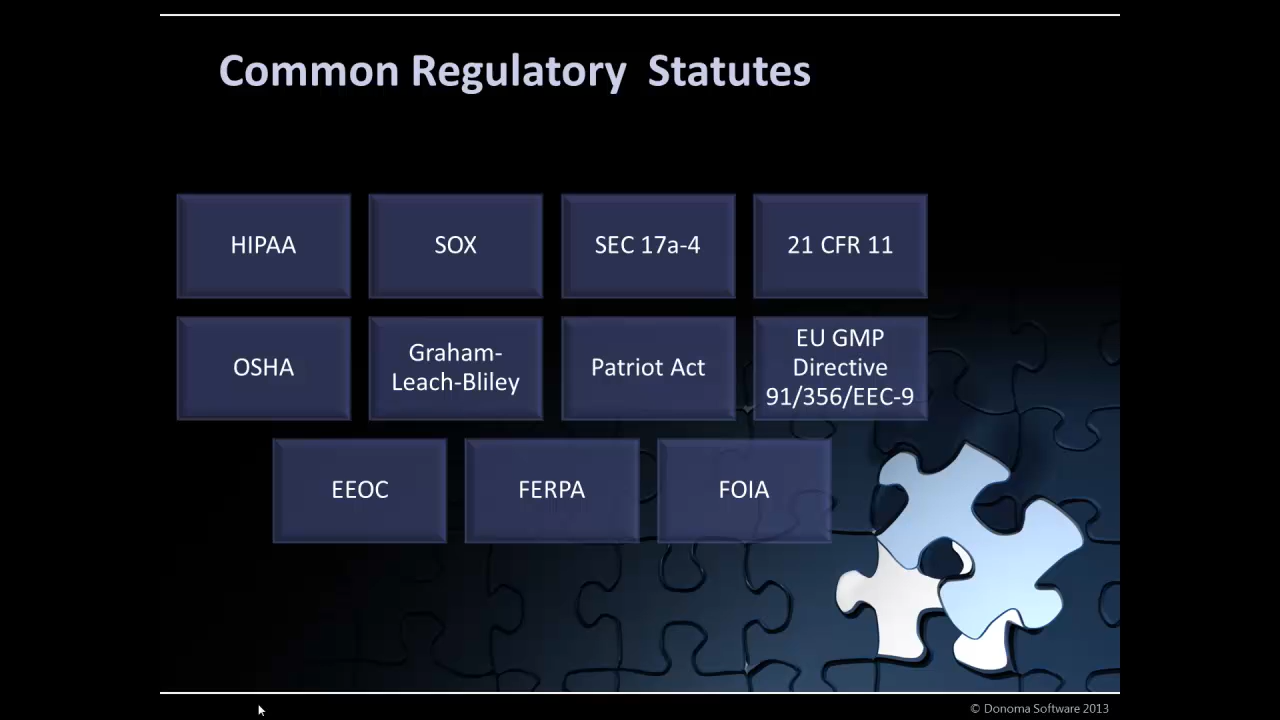 Common Regulatory  Statutes
HIPAA
SOX
SEC 17a-4
21 CFR 11
OSHA
Graham-
Leach-Bliley
Patriot Act
EU GMP
Directive
91/356/EEC-9
EEOC
FERPA
FOIA
© Donoma Software 2013